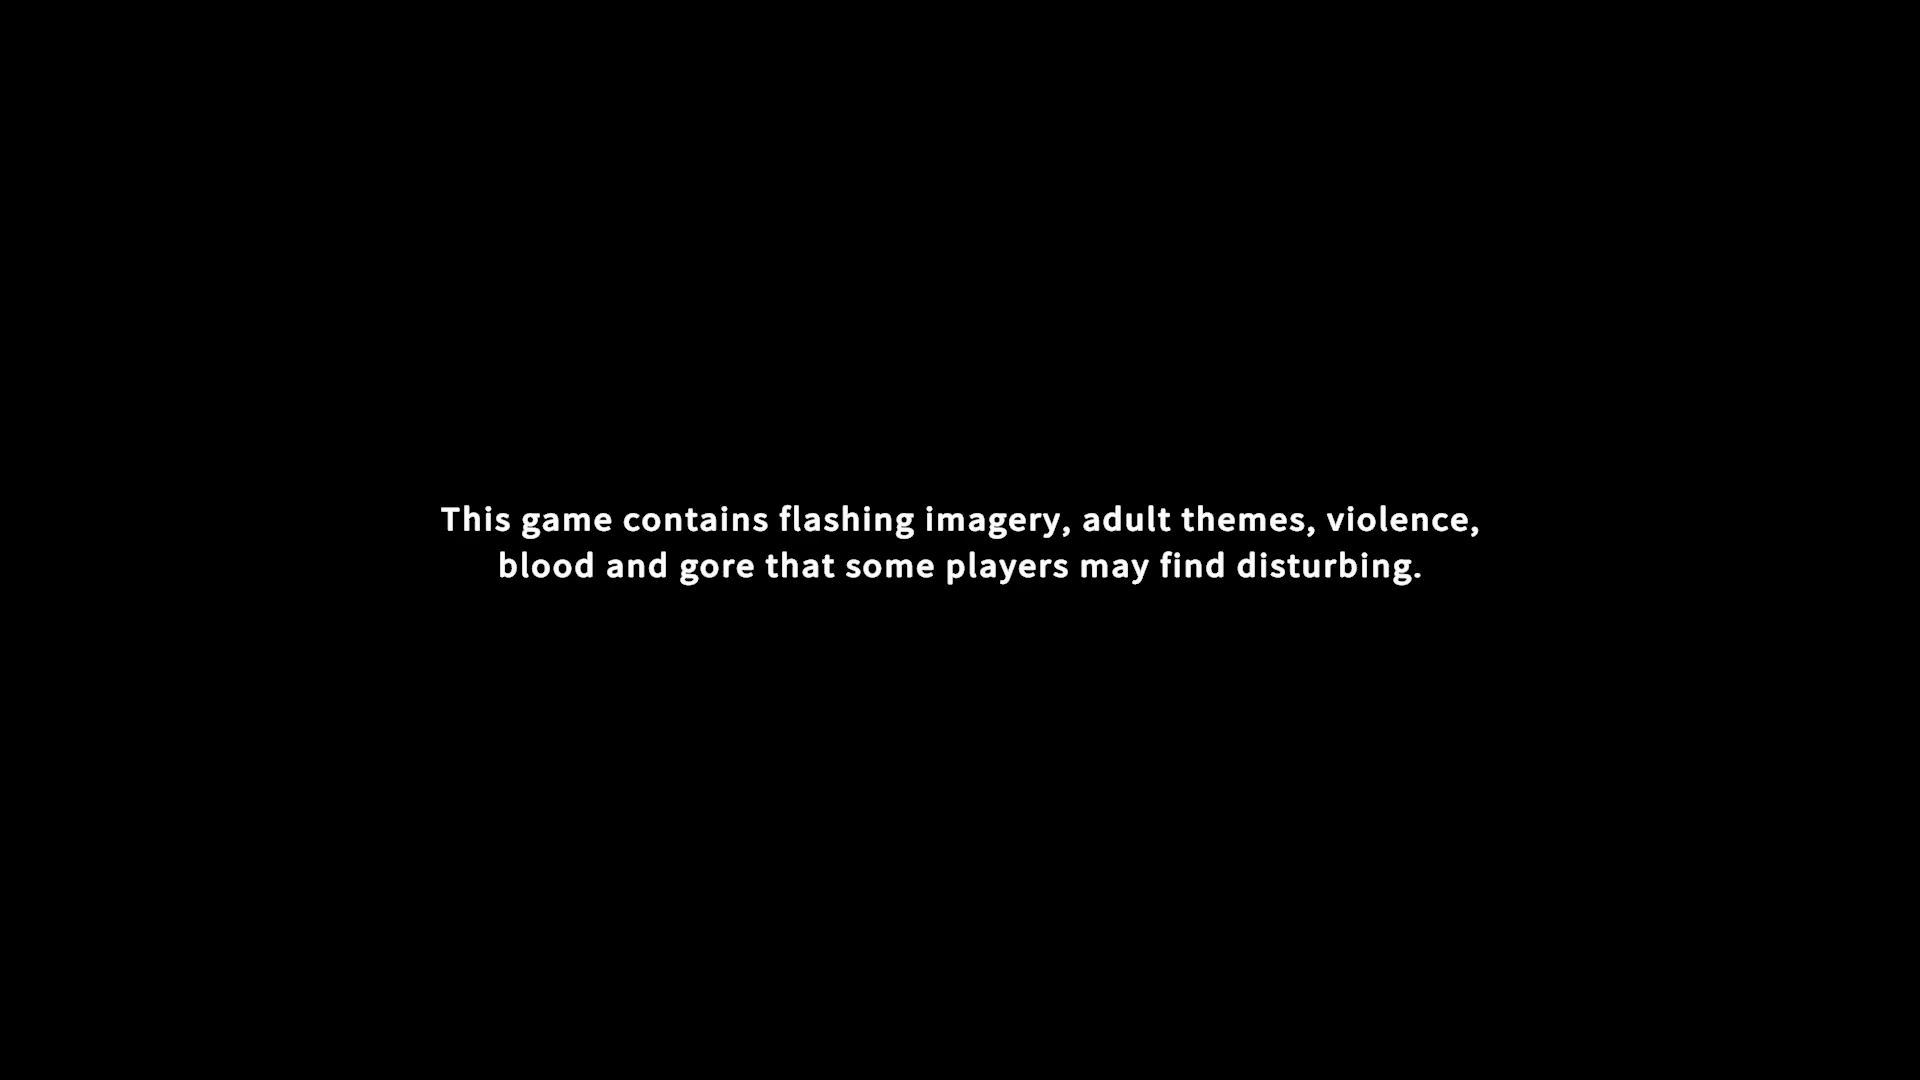 This game contains flashing imagery, adult themes, violence,
blood and gore that some players may find disturbing.